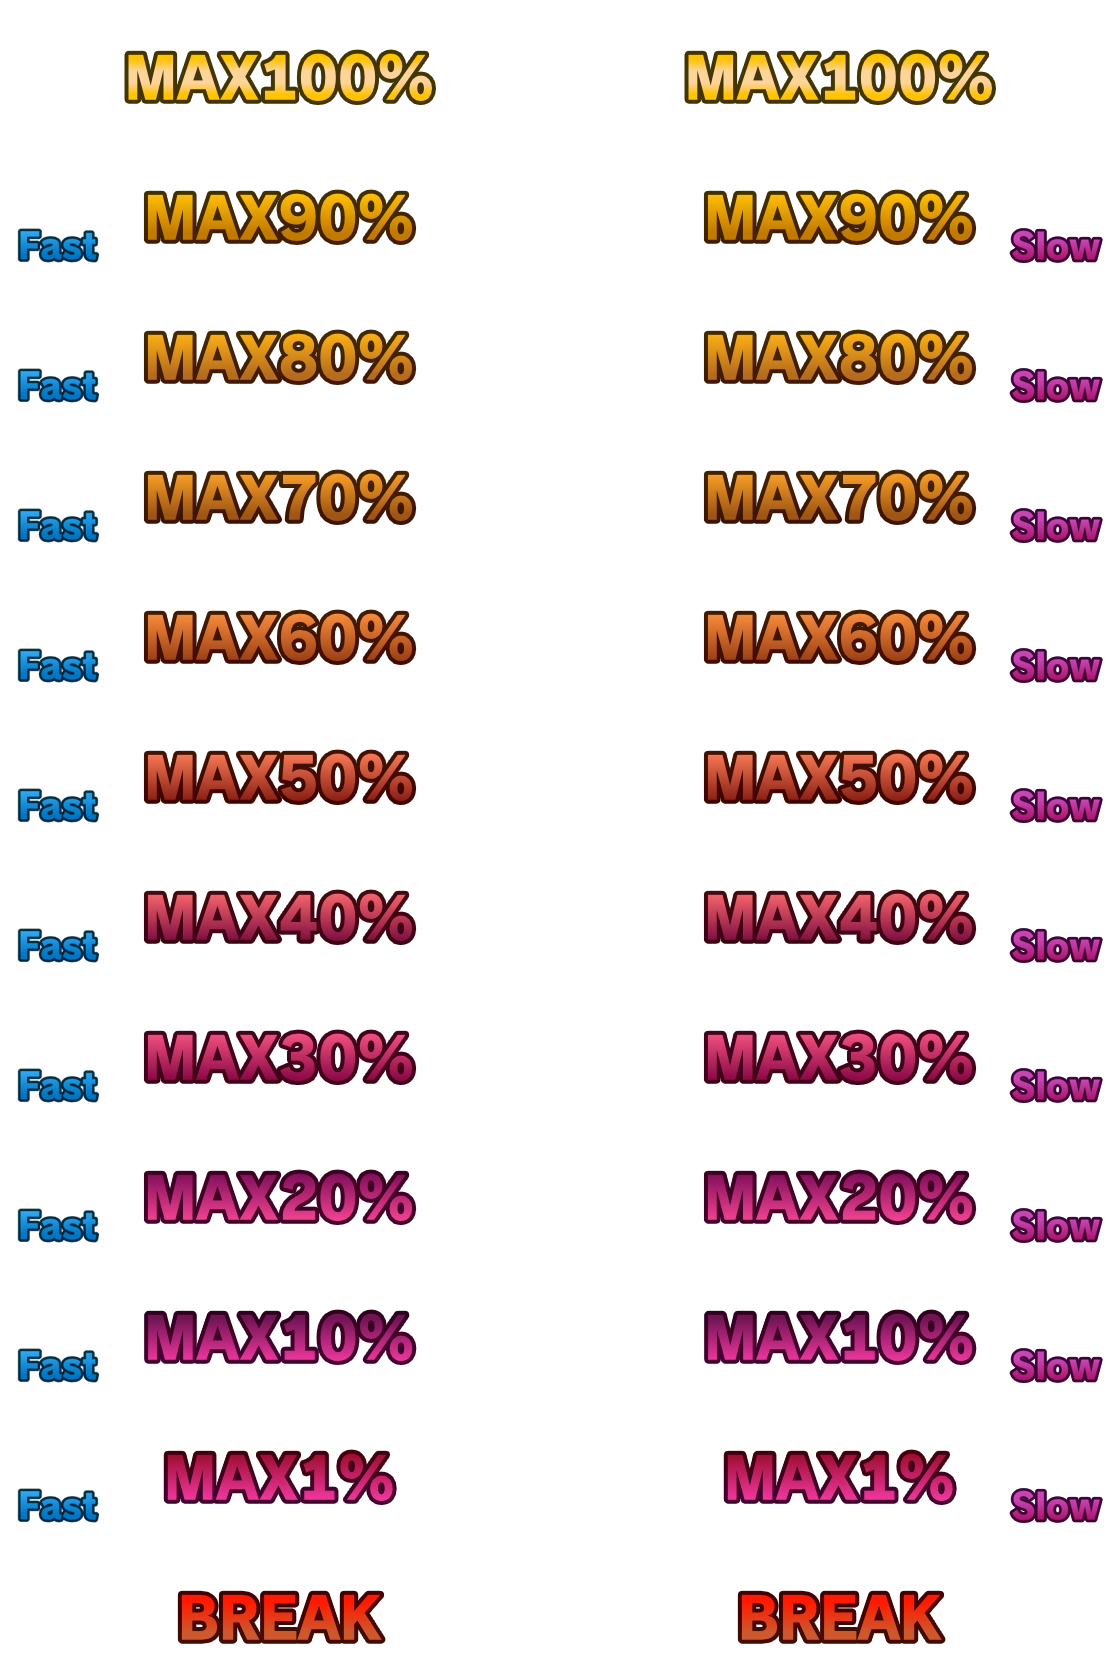 MAX100% MAX100%
Fast MAX90% MAX90% Slow
Fast MAX80% MAX80% Slow
Fast MAX70% MAX70% Slow
Fast MAX60% MAX60% Slow
Fast MAX50% MAX50% Slow
Fast MAX40% MAX40% Slow
Fast MAX30% MAX30% Slow
Fast MAX20% MAX20% Slow
Fast MAX10% MAX10% Slow
Fast MAX1% MAX1% Slow
BREAK BREAK